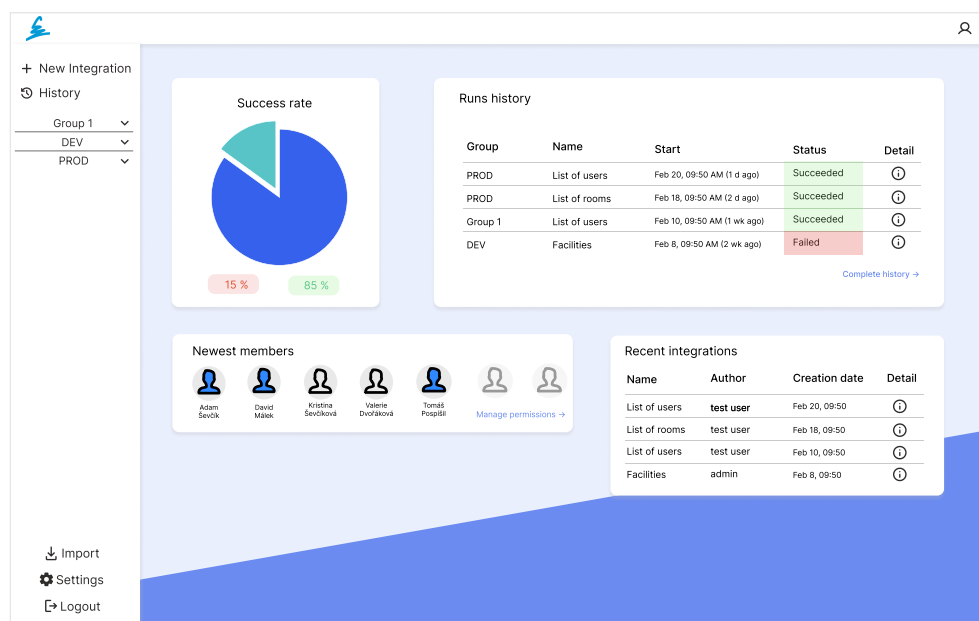 New Integration
History
Group 1
DEV
PROD
Import
Settings
Logout
Success rate
15 %
85 %
Runs history
Group Name Start Status Detail
PROD List of users Feb 20, 09:50 AM (1 d ago) Succeeded
PROD List of rooms Feb 18, 09:50 AM (2 d ago) Succeeded
Group 1 List of users Feb 10, 09:50 AM (1 wk ago) Succeeded
DEV Facilities Feb 8, 09:50 AM (2 wk ago) Failed
Complete history →
Newest members
Adam
Ševčík
David
Málek
Kristina
Ševčíková
Valerie
Dvořáková
Tomáš
Pospíšil
Manage permissions →
Recent integrations
Name Author Creation date Detail
List of users test user Feb 20, 09:50
List of rooms test user Feb 18, 09:50
List of users test user Feb 10, 09:50
Facilities admin Feb 8, 09:50